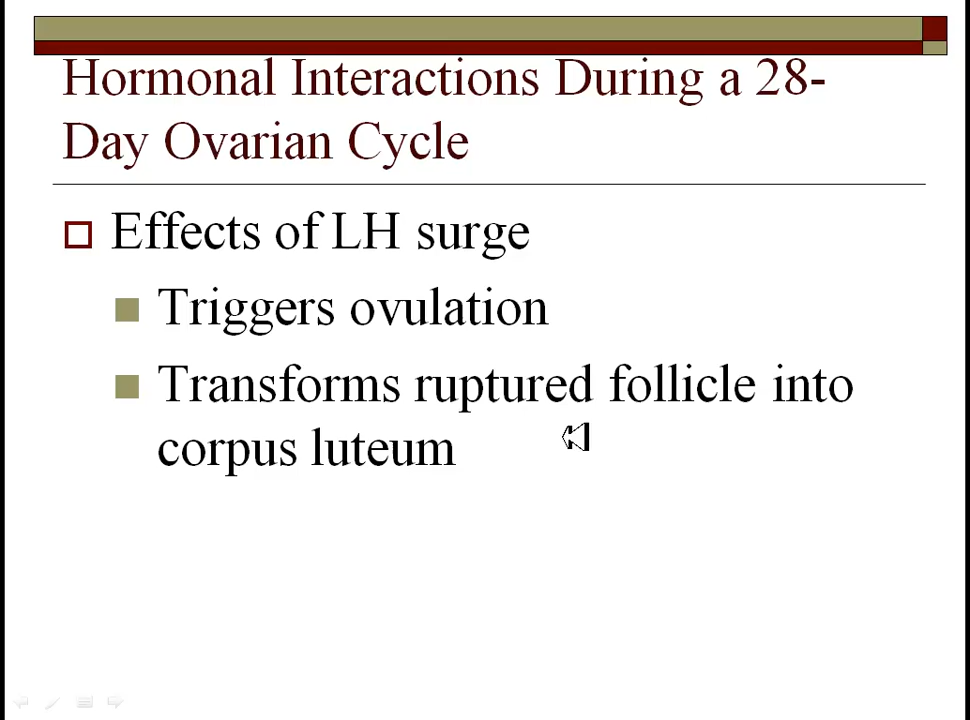 Hormonal Interactions During a 28-
Day Ovarian Cycle
Effects of LH surge
Triggers ovulation
Transforms ruptured follicle into
corpus luteum